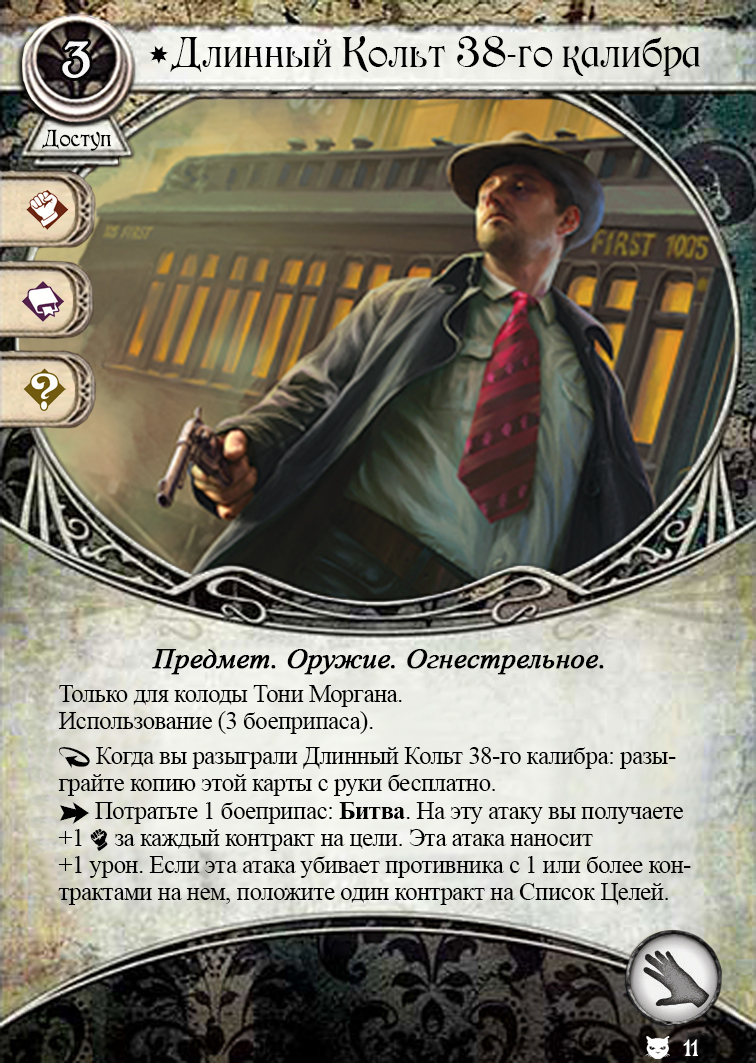 3
✷Длинный Кольт 38-го калибра
Доступ
105 FIRST
FIRST 1005
Предмет. Оружие. Огнестрельное.
Только для колоды Тони Моргана.
Использование (3 боеприпаса).
Когда вы разыграли Длинный Кольт 38-го калибра: разы-
грайте копию этой карты с руки бесплатно.
Потратьте 1 боеприпас: Битва. На эту атаку вы получаете
+1 за каждый контракт на цели. Эта атака наносит
+1 урон. Если эта атака убивает противника с 1 или более кон-
трактами на нем, положите один контракт на Список Целей.
11